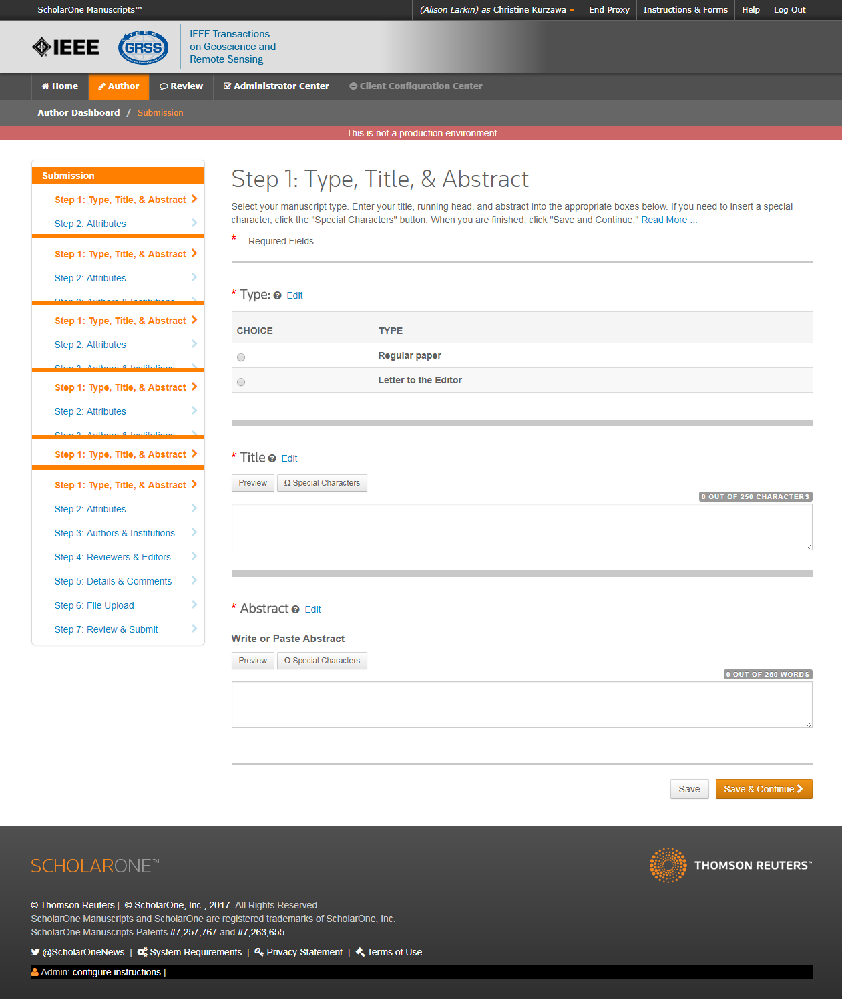 ScholarOne Manuscripts™
(Alison Larkin) as Christine Kurzawa
End Proxy
Instructions & Forms
Help
Log Out
IEEE
GRSS
IEEE Transactions
on Geoscience and
Remote Sensing
Home
Author
Review
Administrator Center
Client Configuration Center
Author Dashboard / Submission
This is not a production environment
Submission
Step 1: Type, Title, & Abstract
Step 2: Attributes
Step 1: Type, Title, & Abstract
Step 2: Attributes
Step 3: Authors & Institutions
Step 1: Type, Title, & Abstract
Step 2: Attributes
Step 3: Authors & Institutions
Step 1: Type, Title, & Abstract
Step 2: Attributes
Step 3: Authors & Institutions
Step 1: Type, Title, & Abstract
Step 1: Type, Title, & Abstract
Step 2: Attributes
Step 3: Authors & Institutions
Step 4: Reviewers & Editors
Step 5: Details & Comments
Step 6: File Upload
Step 7: Review & Submit
Step 1: Type, Title, & Abstract
Select your manuscript type. Enter your title, running head, and abstract into the appropriate boxes below. If you need to insert a special
character, click the "Special Characters" button. When you are finished, click "Save and Continue." Read More ...
* = Required Fields
* Type: Edit
CHOICE TYPE
Regular paper
Letter to the Editor
* Title Edit
Preview
Ω Special Characters
0 OUT OF 250 CHARACTERS
* Abstract Edit
Write or Paste Abstract
Preview
Ω Special Characters
0 OUT OF 250 WORDS
Save
Save & Continue
SCHOLARONE™
THOMSON REUTERS™
© Thomson Reuters | © ScholarOne, Inc., 2017. All Rights Reserved.
ScholarOne Manuscripts and ScholarOne are registered trademarks of ScholarOne, Inc.
ScholarOne Manuscripts Patents #7,257,767 and #7,263,655.
@ScholarOneNews | System Requirements | Privacy Statement | Terms of Use
Admin: configure instructions |